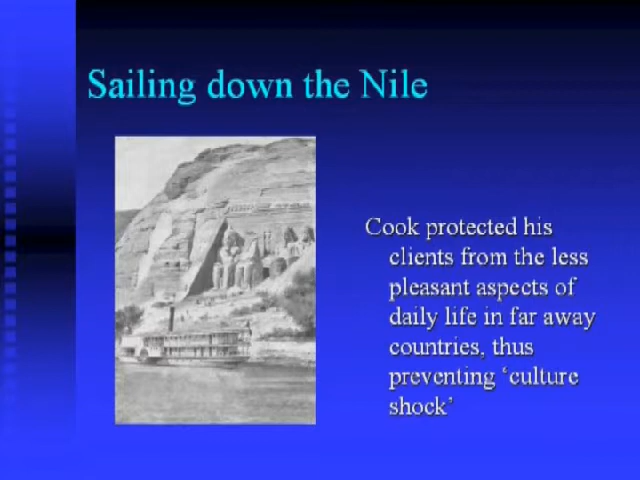 Sailing down the Nile
Cook protected his
clients from the less
pleasant aspects of
daily life in far away
countries, thus
preventing ‘culture
shock’